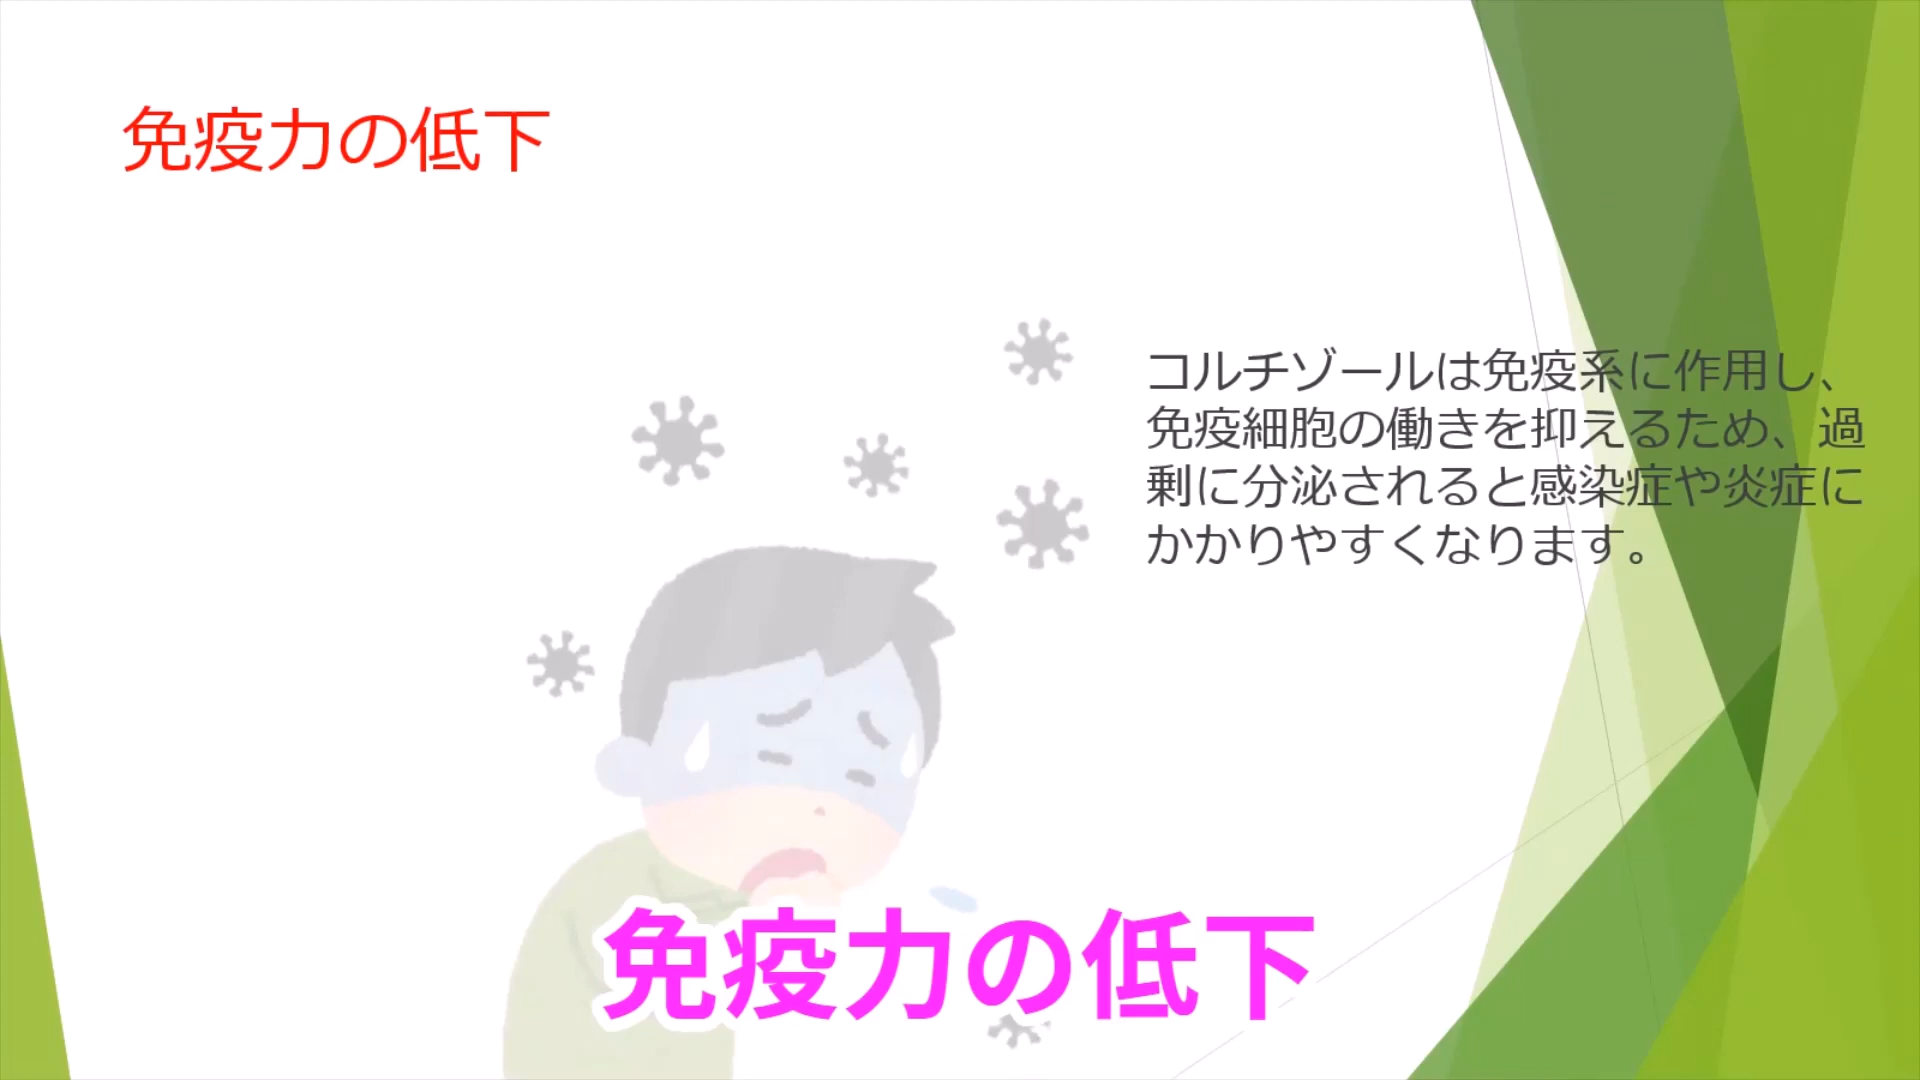 免疫力の低下
コルチゾールは免疫系に作用し、
免疫細胞の働きを抑えるため、過
剰に分泌されると感染症や炎症に
かかりやすくなります。
免疫力の低下